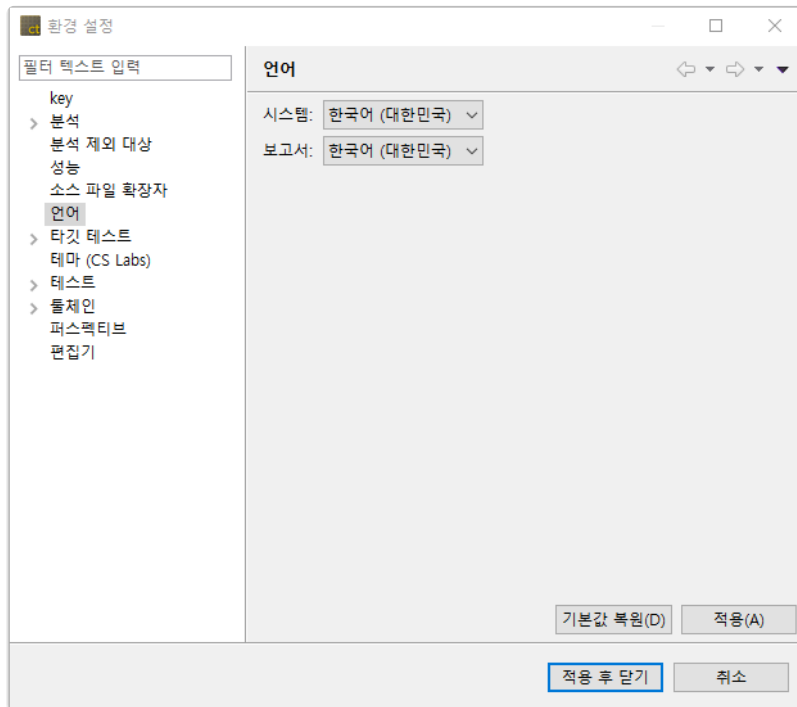 ct 환경 설정
필터 텍스트 입력
key
분석
분석 제외 대상
성능
소스 파일 확장자
언어
타깃 테스트
테마 (CS Labs)
테스트
툴체인
퍼스펙티브
편집기
언어
시스템: 한국어 (대한민국)
보고서: 한국어 (대한민국)
기본값 복원(D) 적용(A)
적용 후 닫기 취소